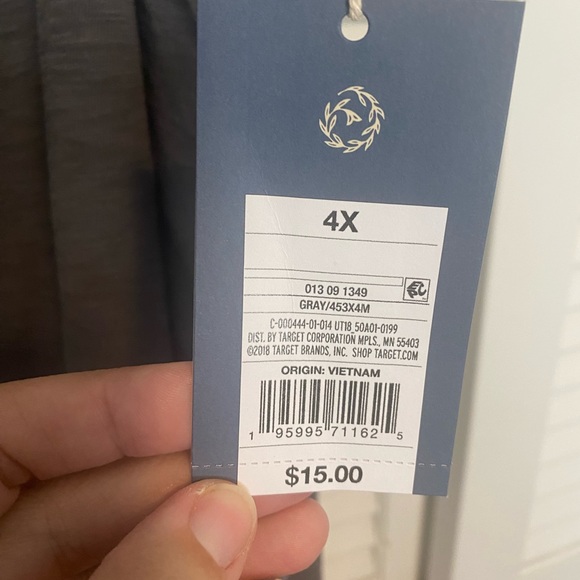 4X
013 09 1349
GRAY/453X4M
C-000444-01-014 UT18_50A01-0199
DIST. BY TARGET CORPORATION MPLS., MN 55403
©2018 TARGET BRANDS, INC. SHOP TARGET.COM
ORIGIN: VIETNAM
1 95995 71162 5
$15.00